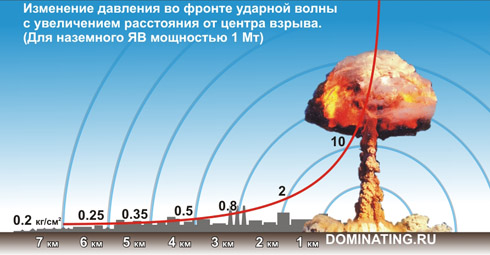 Изменение давления во фронте ударной волны
с увеличением расстояния от центра взрыва.
(Для наземного ЯВ мощностью 1 Мт)
10
2
0.8
0.5
0.35
0.25
0.2 кг/см²
7 км 6 км 5 км 4 км 3 км 2 км 1 км DOMINATING.RU